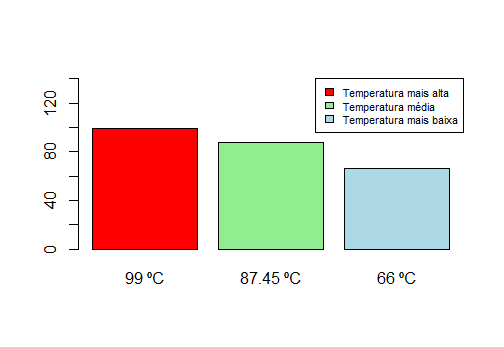 Temperatura mais alta
Temperatura média
Temperatura mais baixa
120
80
40
0
99 ºC
87.45 ºC
66 ºC